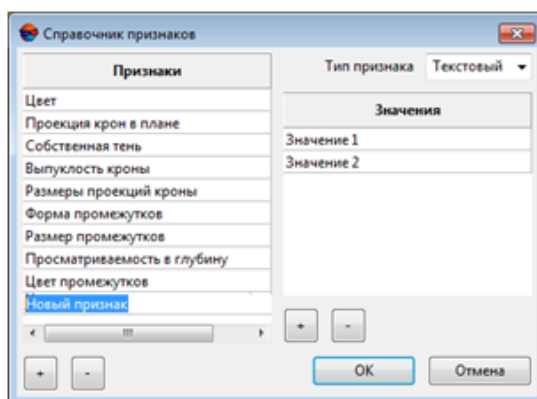 Справочник признаков
Признаки
Цвет
Проекция крон в плане
Собственная тень
Выпуклость кроны
Размеры проекций кроны
Форма промежутков
Размер промежутков
Просматриваемость в глубину
Цвет промежутков
Новый признак
+ -
Тип признака Текстовый
Значения
Значение 1
Значение 2
+ -
OK Отмена